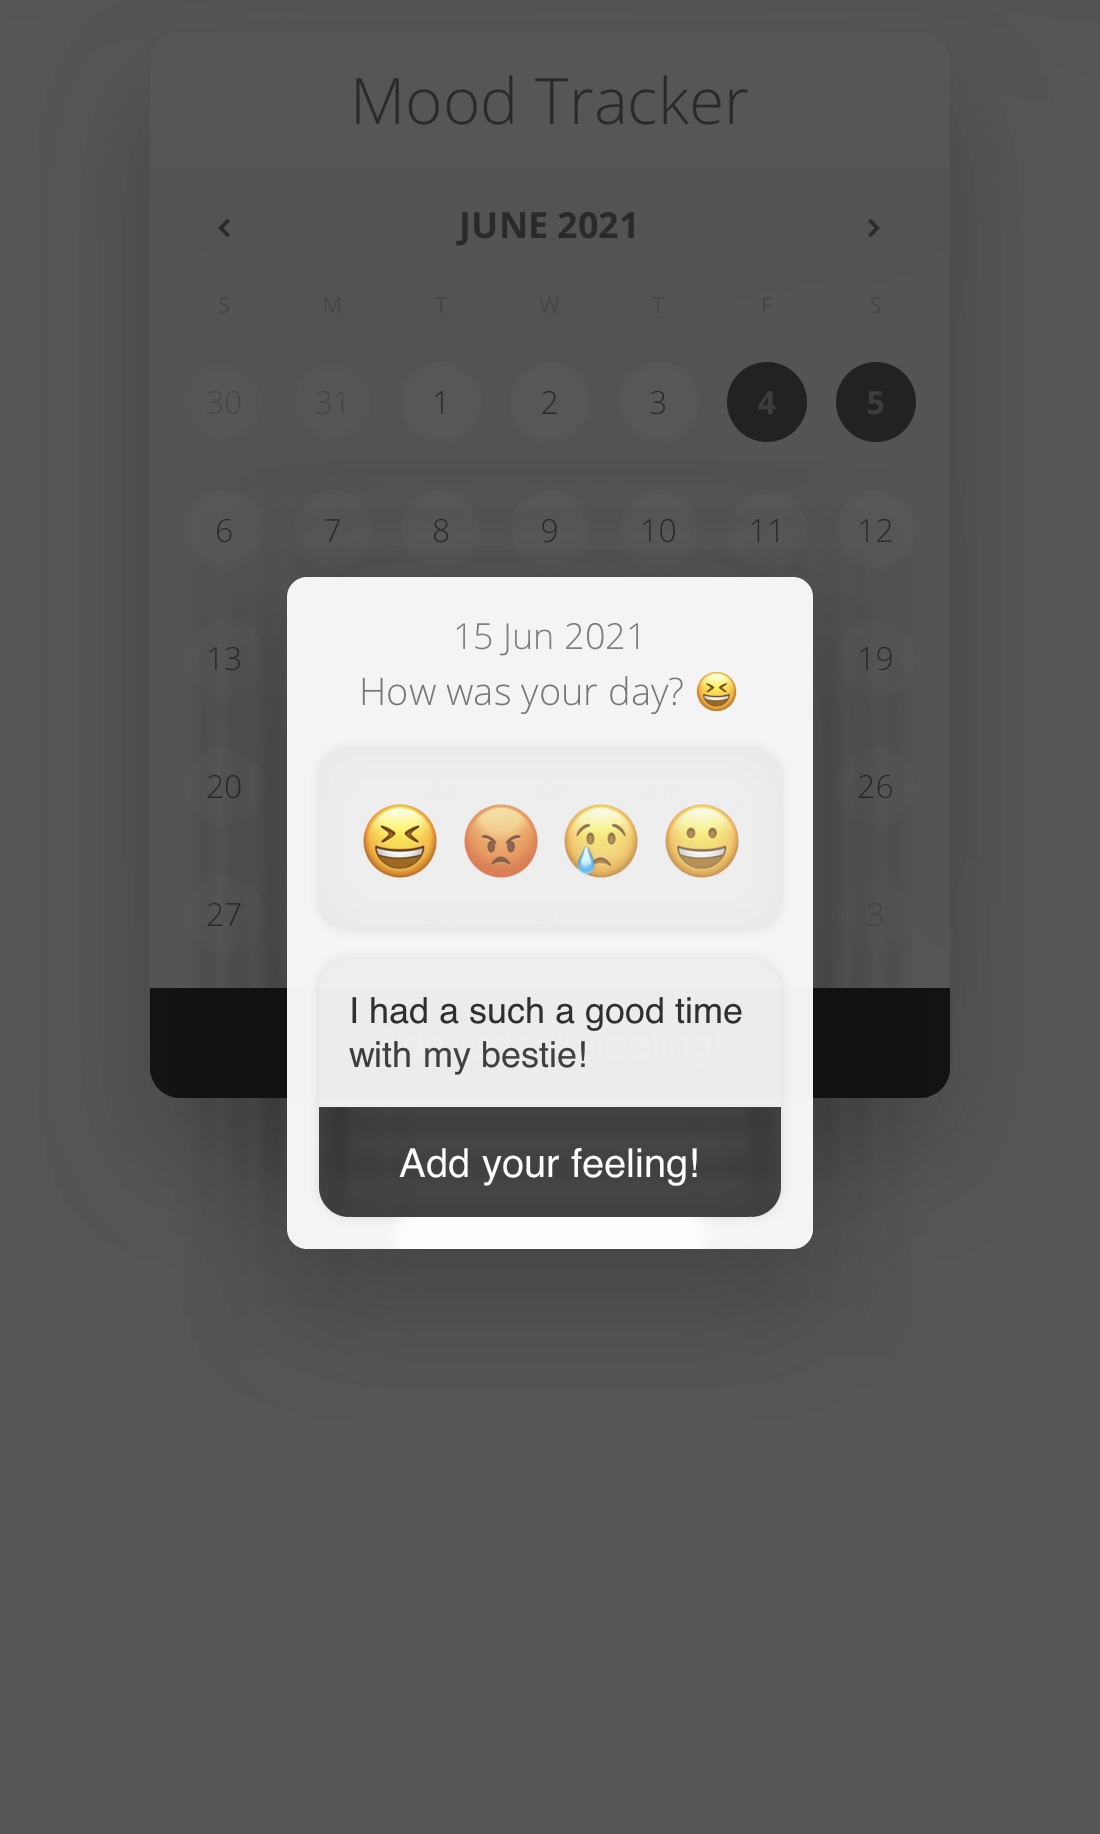 Mood Tracker
JUNE 2021
S M T W T F S
30 31 1 2 3 4 5
6 7 8 9 10 11 12
15 Jun 2021
How was your day?
13 19
20 26
27 3
I had a such a good time
with my bestie!
feeling!
Add your feeling!